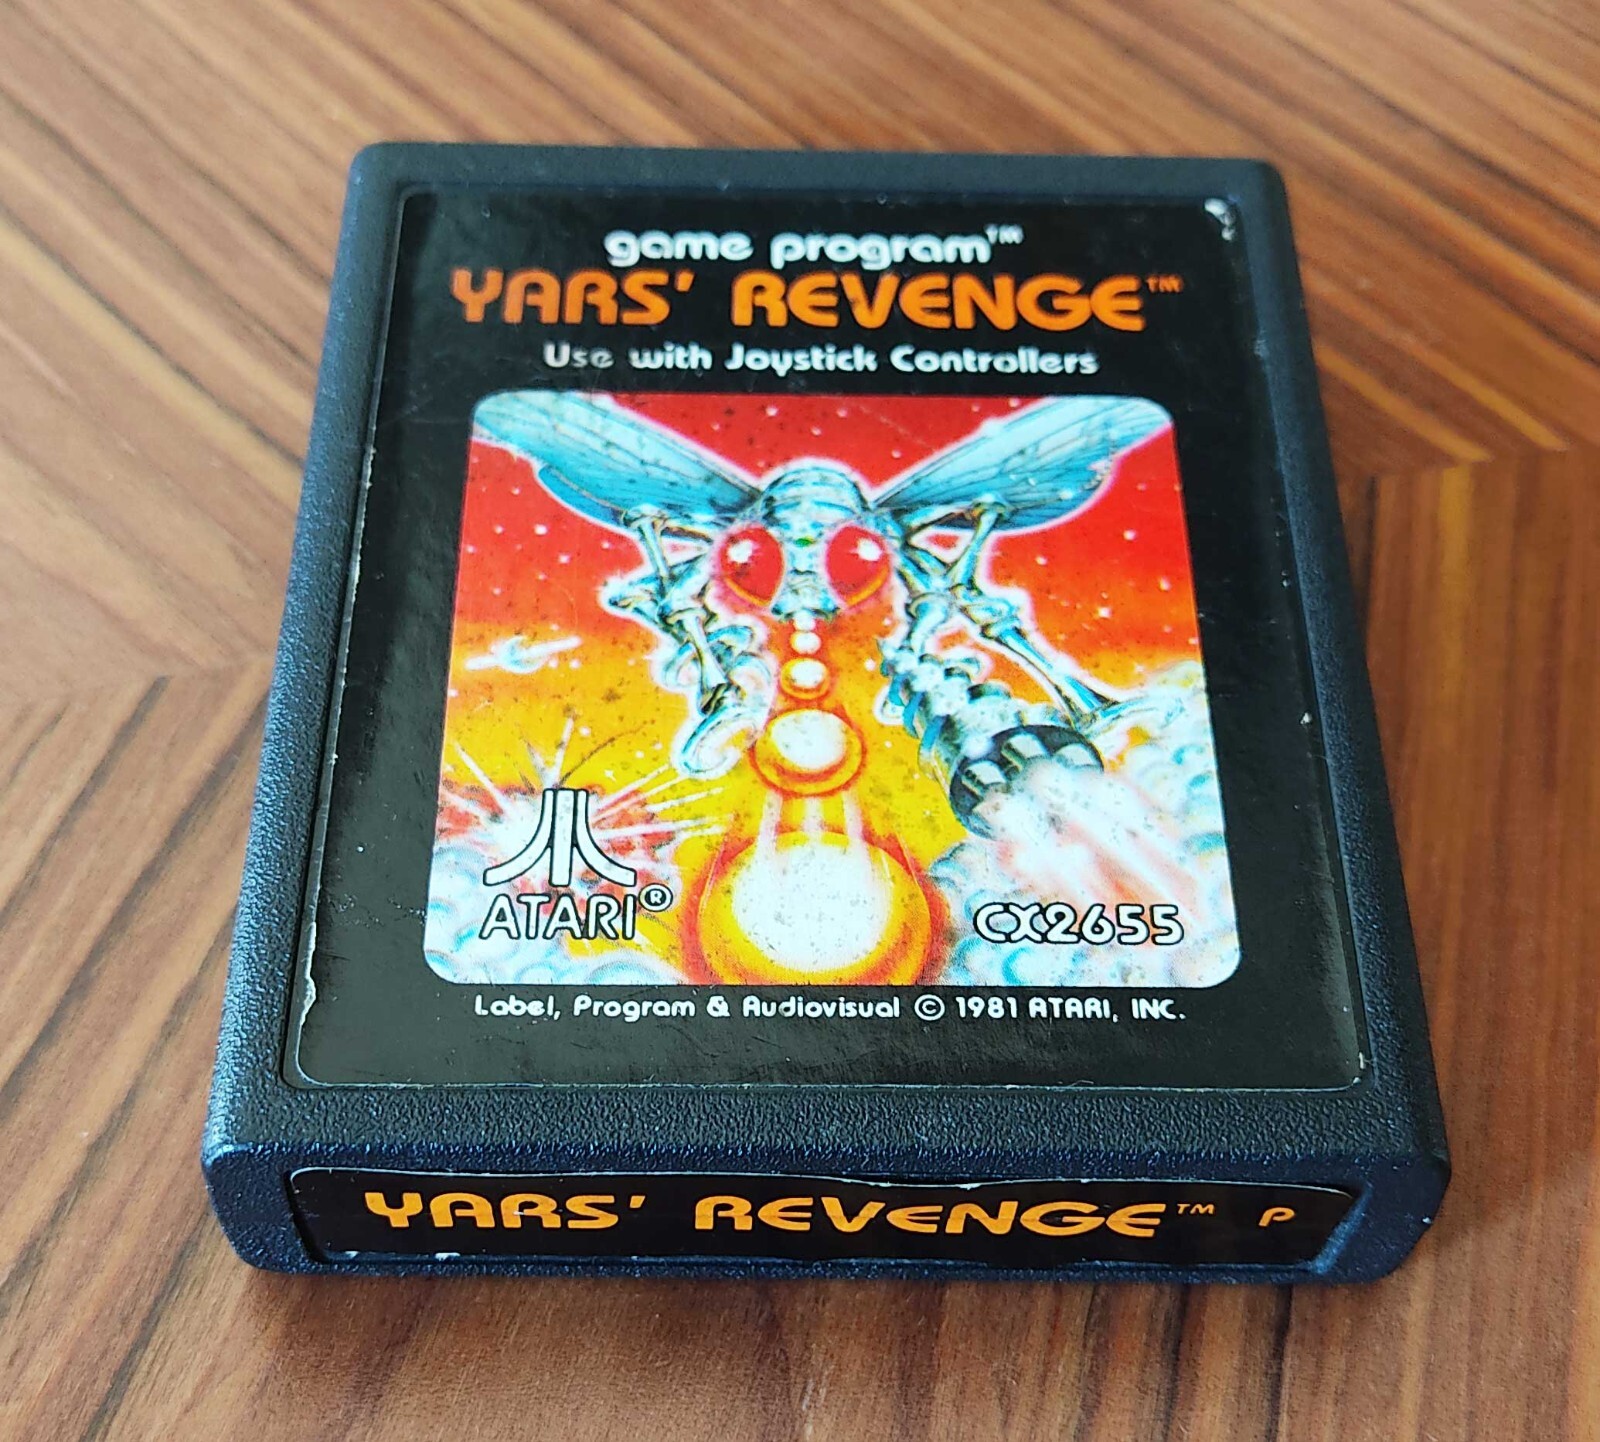 game program™
YARS' REVENGE™
Use with Joystick Controllers
ATARI®
CX2655
Label, Program & Audiovisual © 1981 ATARI, INC.
YARS' REVENGE™ P